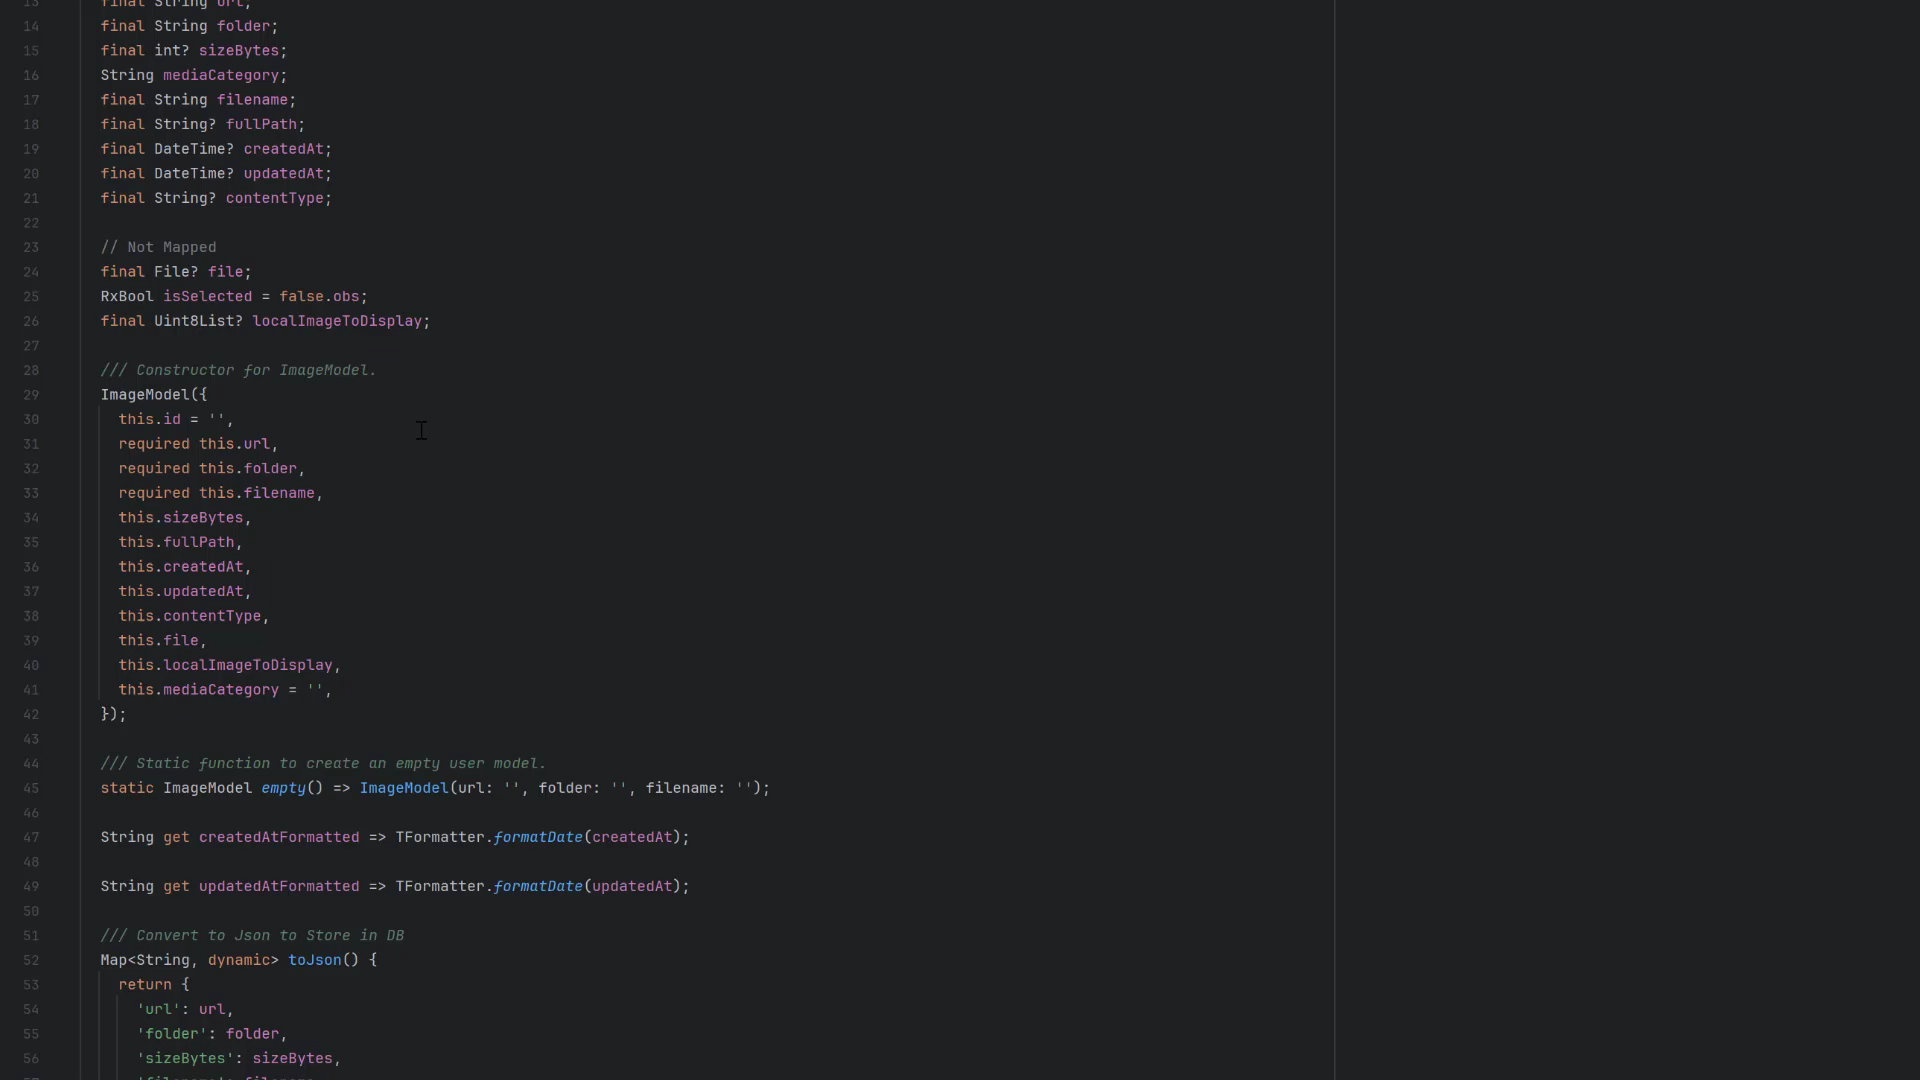 13 final String url;
14 final String folder;
15 final int? sizeBytes;
16 String mediaCategory;
17 final String filename;
18 final String? fullPath;
19 final DateTime? createdAt;
20 final DateTime? updatedAt;
21 final String? contentType;
22
23 // Not Mapped
24 final File? file;
25 RxBool isSelected = false.obs;
26 final Uint8List? localImageToDisplay;
27
28 /// Constructor for ImageModel.
29 ImageModel({
30 this.id = '',
31 required this.url,
32 required this.folder,
33 required this.filename,
34 this.sizeBytes,
35 this.fullPath,
36 this.createdAt,
37 this.updatedAt,
38 this.contentType,
39 this.file,
40 this.localImageToDisplay,
41 this.mediaCategory = '',
42 });
43
44 /// Static function to create an empty user model.
45 static ImageModel empty() => ImageModel(url: '', folder: '', filename: '');
46
47 String get createdAtFormatted => TFormatter.formatDate(createdAt);
48
49 String get updatedAtFormatted => TFormatter.formatDate(updatedAt);
50
51 /// Convert to Json to Store in DB
52 Map<String, dynamic> toJson() {
53 return {
54 'url': url,
55 'folder': folder,
56 'sizeBytes': sizeBytes,